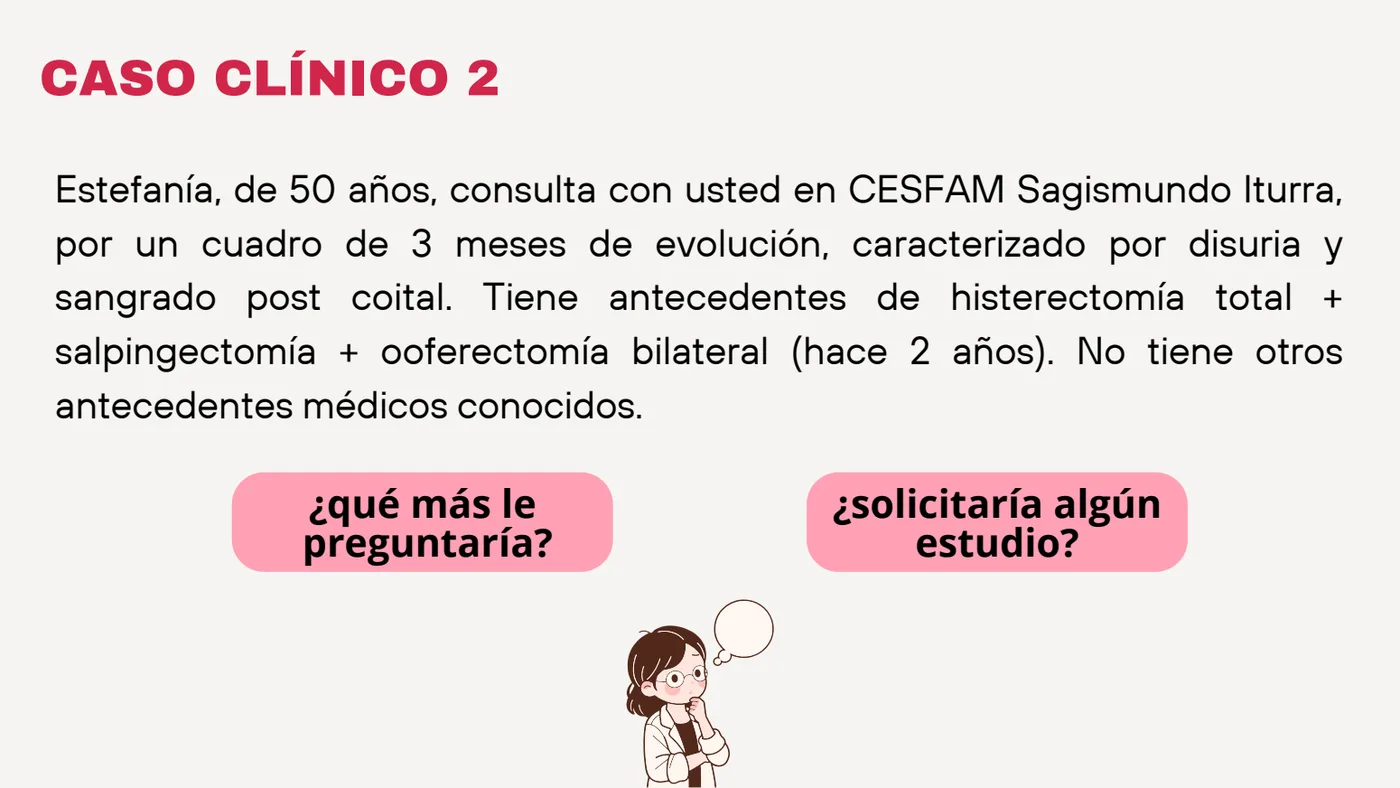 CASO CLÍNICO 2
Estefanía, de 50 años, consulta con usted en CESFAM Sagismundo Iturra,
por un cuadro de 3 meses de evolución, caracterizado por disuria y
sangrado post coital. Tiene antecedentes de histerectomía total +
salpingectomía + ooferectomía bilateral (hace 2 años). No tiene otros
antecedentes médicos conocidos.
¿qué más le
preguntaría?
¿solicitaría algún
estudio?